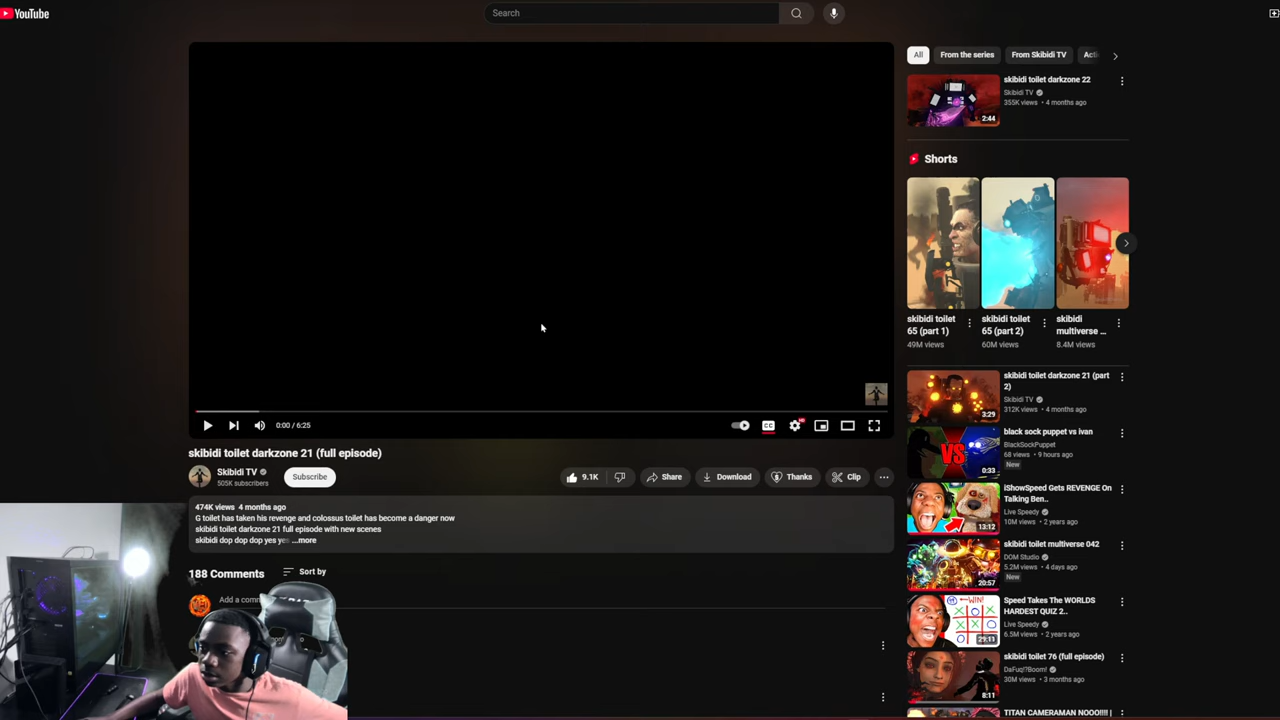 YouTube
Search
0:00 / 6:25
CC
HD
skibidi toilet darkzone 21 (full episode)
Skibidi TV
505K subscribers
Subscribe
9.1K
Share
Download
Thanks
Clip
474K views 4 months ago
G toilet has taken his revenge and colossus toilet has become a danger now
skibidi toilet darkzone 21 full episode with new scenes
skibidi dop dop dop yes yes ...more
188 Comments
Sort by
Add a
All
From the series
From Skibidi TV
skibidi toilet darkzone 22
Skibidi TV
355K views • 4 months ago
2:44
Shorts
skibidi toilet
65 (part 1)
49M views
skibidi toilet
65 (part 2)
60M views
skibidi
multiverse ...
8.4M views
skibidi toilet darkzone 21 (part
2)
Skibidi TV
312K views • 4 months ago
3:29
black sock puppet vs ivan
BlackSockPuppet
68 views • 9 hours ago
New
VS
0:33
iShowSpeed Gets REVENGE On
Talking Ben..
Live Speedy
10M views • 2 years ago
13:12
skibidi toilet multiverse 042
DOM Studio
5.2M views • 4 days ago
New
20:57
Speed Takes The WORLDS
HARDEST QUIZ 2..
Live Speedy
6.5M views • 2 years ago
WIN!
29:11
skibidi toilet 76 (full episode)
DaFuq!?Boom!
30M views • 3 months ago
8:11
TITAN CAMERAMAN NOOO!!!! |